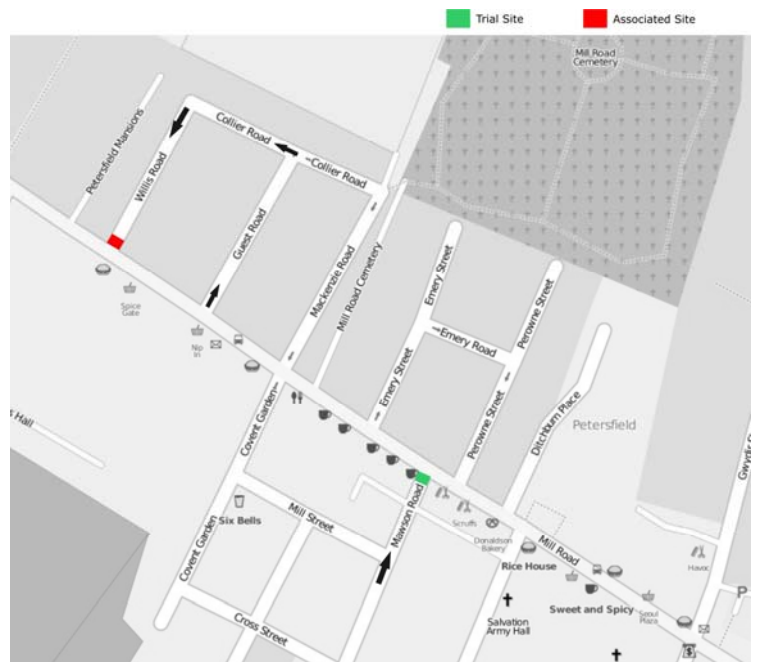 Trial Site
Associated Site
Mill Road
Cemetery
Petersfield Mansions
Collier Road
Collier Road
Willis Road
Guest Road
Mackenzie Road
Mill Road Cemetery
Emery Street
Perowne Street
Spice
Gate
Nip
In
Emery Road
Emery Street
Perowne Street
Ditchburn Place
Petersfield
s Hall
Covent Garden
Six Bells
Mill Street
Mawson Road
Scruffs
Donaldson
Bakery
Mill Road
Rice House
Havac
Covent Garden
Cross Street
Salvation
Army Hall
Sweet and Spicy
Seoul
Plaza
P
$